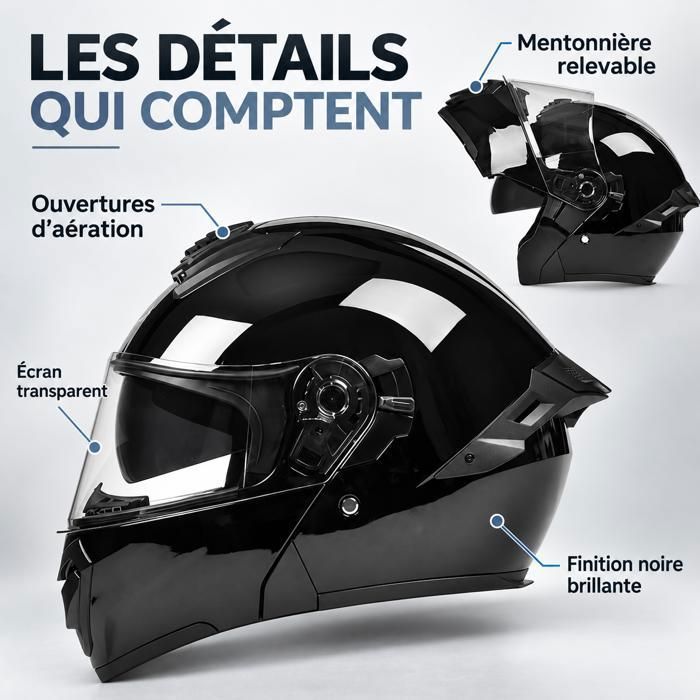 LES DÉTAILS
QUI COMPTENT
Mentonnière
relevable
Ouvertures
d'aération
Écran
transparent
Finition noire
brillante